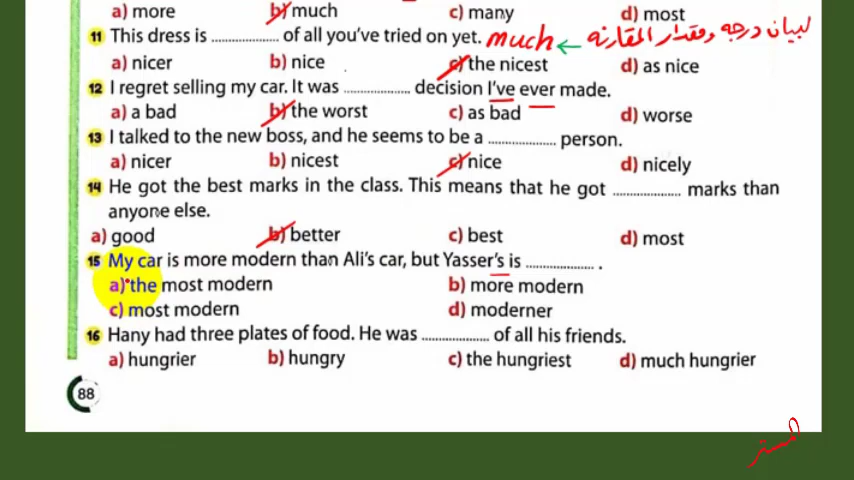 a) more b) much c) many d) most
11 This dress is .................. of all you've tried on yet. much ← لبيان درجه ومقدار المقارنه
a) nicer b) nice c) the nicest d) as nice
12 I regret selling my car. It was .................. decision I've ever made.
a) a bad b) the worst c) as bad d) worse
13 I talked to the new boss, and he seems to be a .................. person.
a) nicer b) nicest c) nice d) nicely
14 He got the best marks in the class. This means that he got .................. marks than
anyone else.
a) good b) better c) best d) most
15 My car is more modern than Ali's car, but Yasser's is .................. .
a) the most modern b) more modern
c) most modern d) moderner
16 Hany had three plates of food. He was .................. of all his friends.
a) hungrier b) hungry c) the hungriest d) much hungrier
88